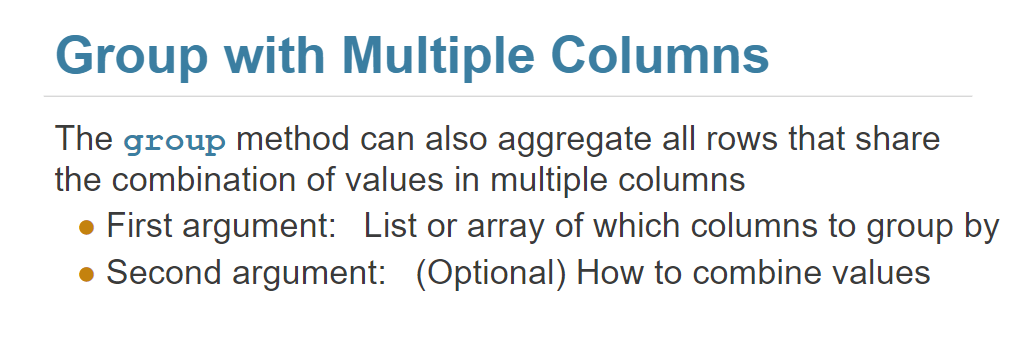 Group with Multiple Columns
The group method can also aggregate all rows that share
the combination of values in multiple columns
● First argument: List or array of which columns to group by
● Second argument: (Optional) How to combine values